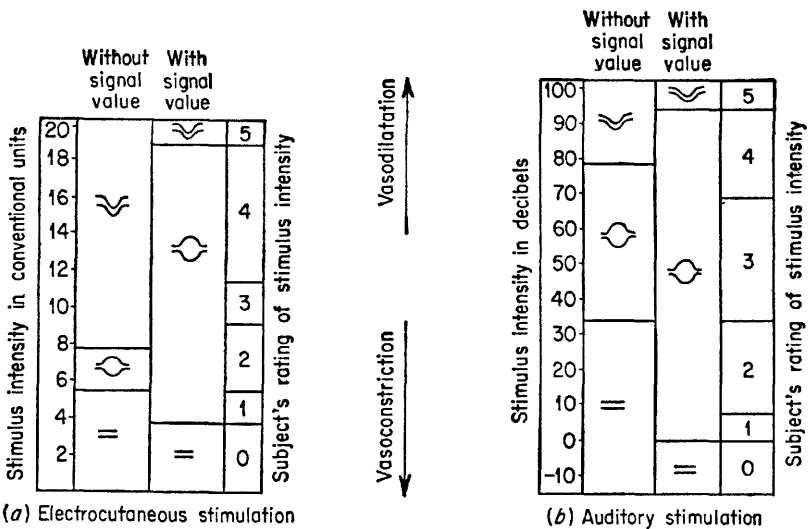 Without
signal
value
With
signal
value
Stimulus intensity in conventional units
20
18
16
14
12
10
8
6
4
2
5
4
3
2
1
0
Subject's rating of stimulus intensity
(a) Electrocutaneous stimulation
Vasodilatation
Vasoconstriction
Without
signal
value
With
signal
value
Stimulus intensity in decibels
100
90
80
70
60
50
40
30
20
10
0
-10
5
4
3
2
1
0
Subject's rating of stimulus intensity
(b) Auditory stimulation